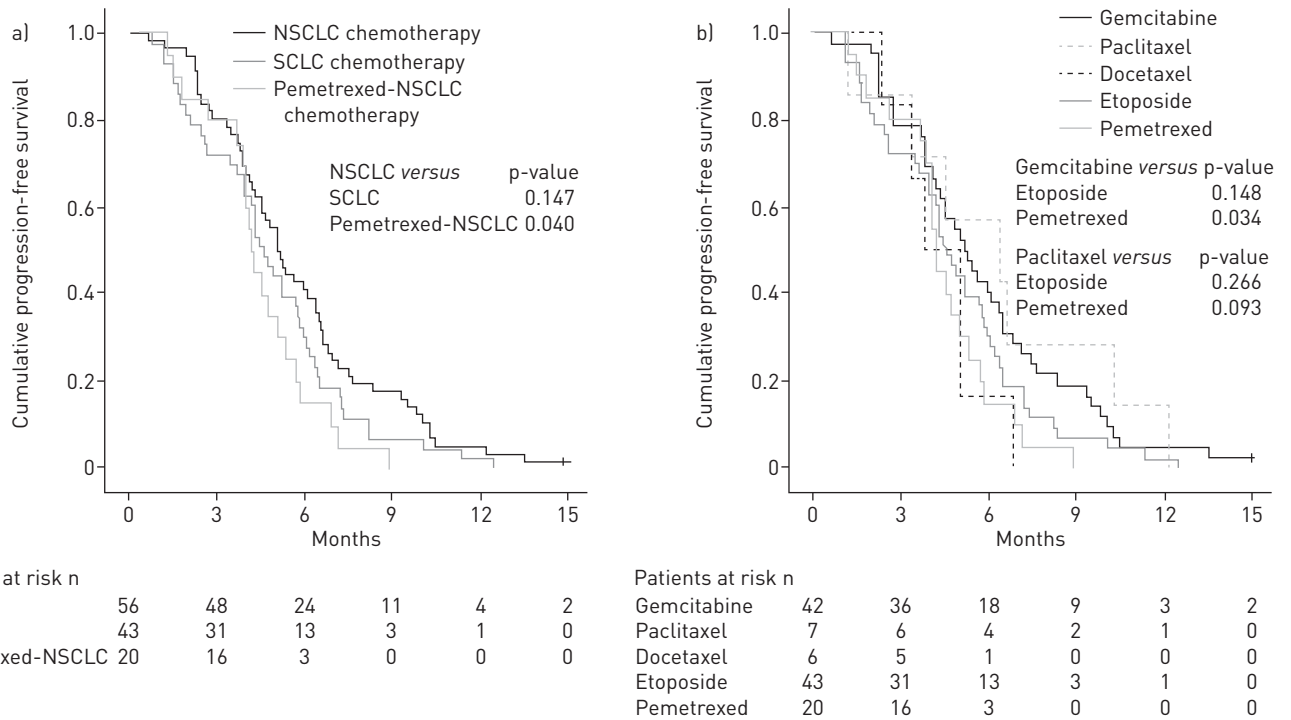 a)
Cumulative progression-free survival
1.0
0.8
0.6
0.4
0.2
0
NSCLC chemotherapy
SCLC chemotherapy
Pemetrexed-NSCLC
chemotherapy
NSCLC versus p-value
SCLC 0.147
Pemetrexed-NSCLC 0.040
0 3 6 9 12 15
Months
at risk n
56 48 24 11 4 2
43 31 13 3 1 0
xed-NSCLC 20 16 3 0 0 0
b)
Cumulative progression-free survival
1.0
0.8
0.6
0.4
0.2
0
Gemcitabine
Paclitaxel
Docetaxel
Etoposide
Pemetrexed
Gemcitabine versus p-value
Etoposide 0.148
Pemetrexed 0.034
Paclitaxel versus p-value
Etoposide 0.266
Pemetrexed 0.093
0 3 6 9 12 15
Months
Patients at risk n
Gemcitabine 42 36 18 9 3 2
Paclitaxel 7 6 4 2 1 0
Docetaxel 6 5 1 0 0 0
Etoposide 43 31 13 3 1 0
Pemetrexed 20 16 3 0 0 0